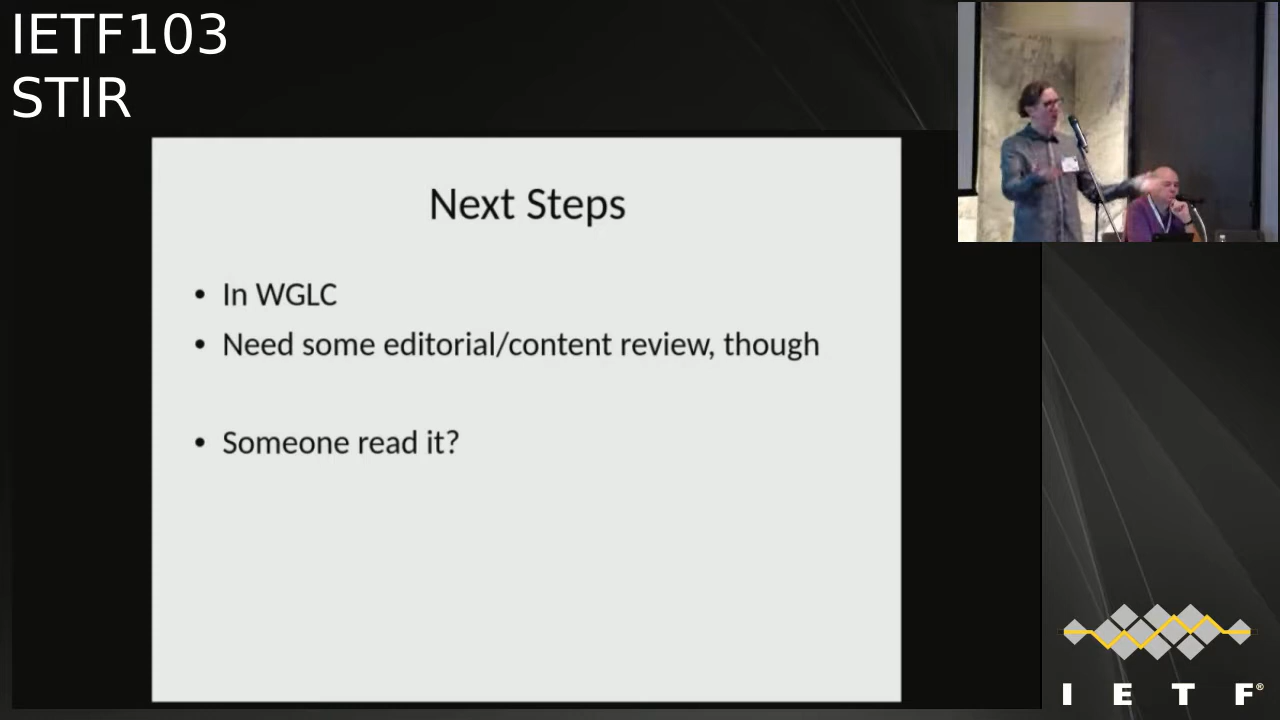 IETF103
STIR
Next Steps
• In WGLC
• Need some editorial/content review, though
• Someone read it?
I E T F®